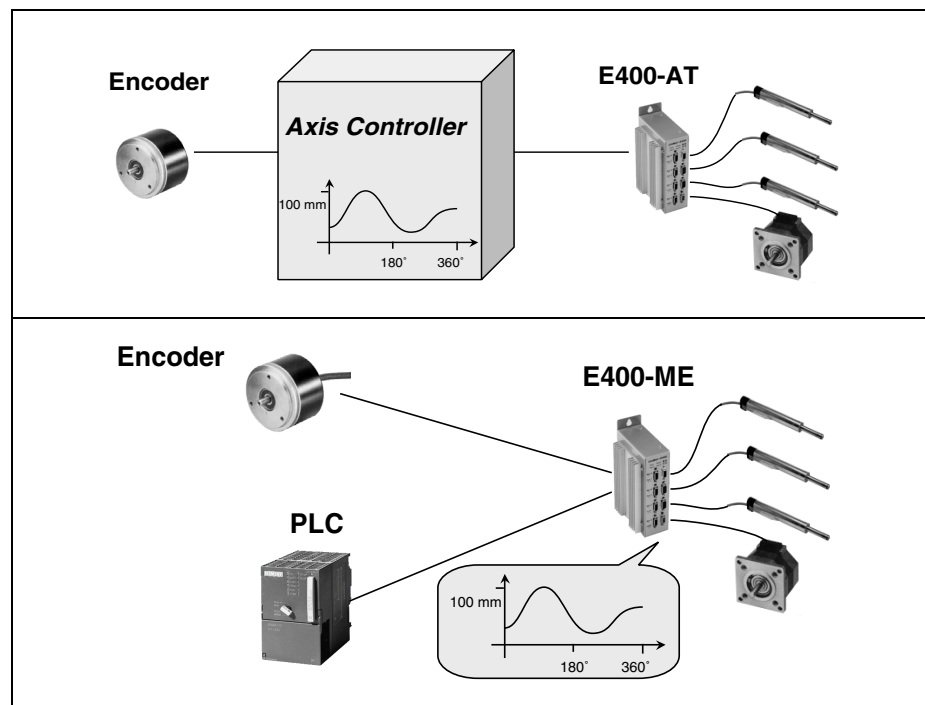 Encoder
E400-AT
Axis Controller
100 mm
180°
360°
Encoder
E400-ME
PLC
100 mm
180°
360°